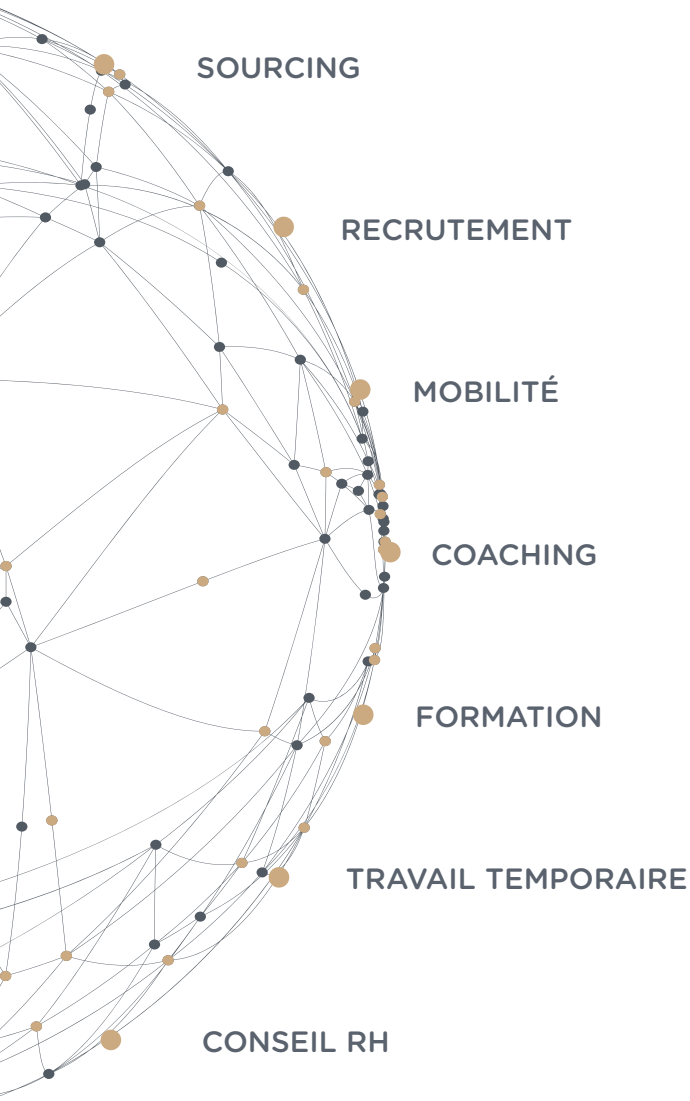 SOURCING
RECRUTEMENT
MOBILITÉ
COACHING
FORMATION
TRAVAIL TEMPORAIRE
CONSEIL RH